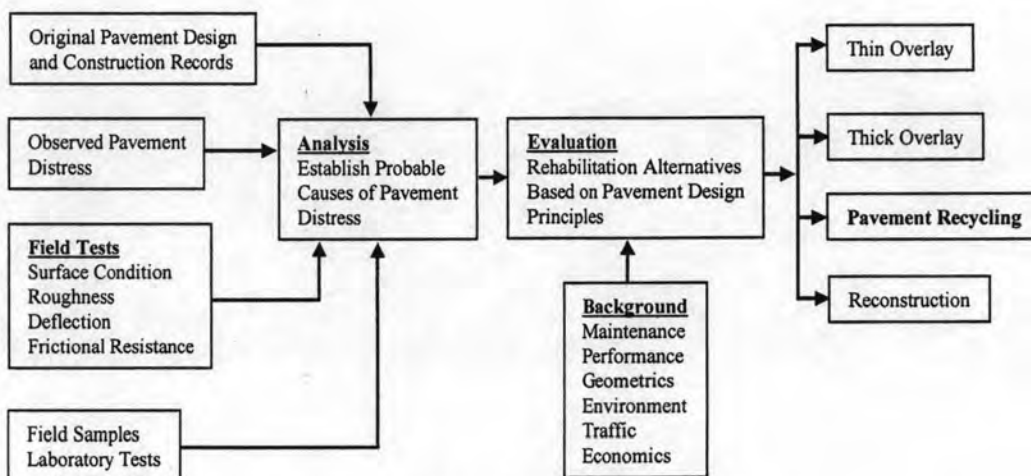 Original Pavement Design
and Construction Records
Observed Pavement
Distress
Field Tests
Surface Condition
Roughness
Deflection
Frictional Resistance
Field Samples
Laboratory Tests
Analysis
Establish Probable
Causes of Pavement
Distress
Evaluation
Rehabilitation Alternatives
Based on Pavement Design
Principles
Background
Maintenance
Performance
Geometrics
Environment
Traffic
Economics
Thin Overlay
Thick Overlay
Pavement Recycling
Reconstruction